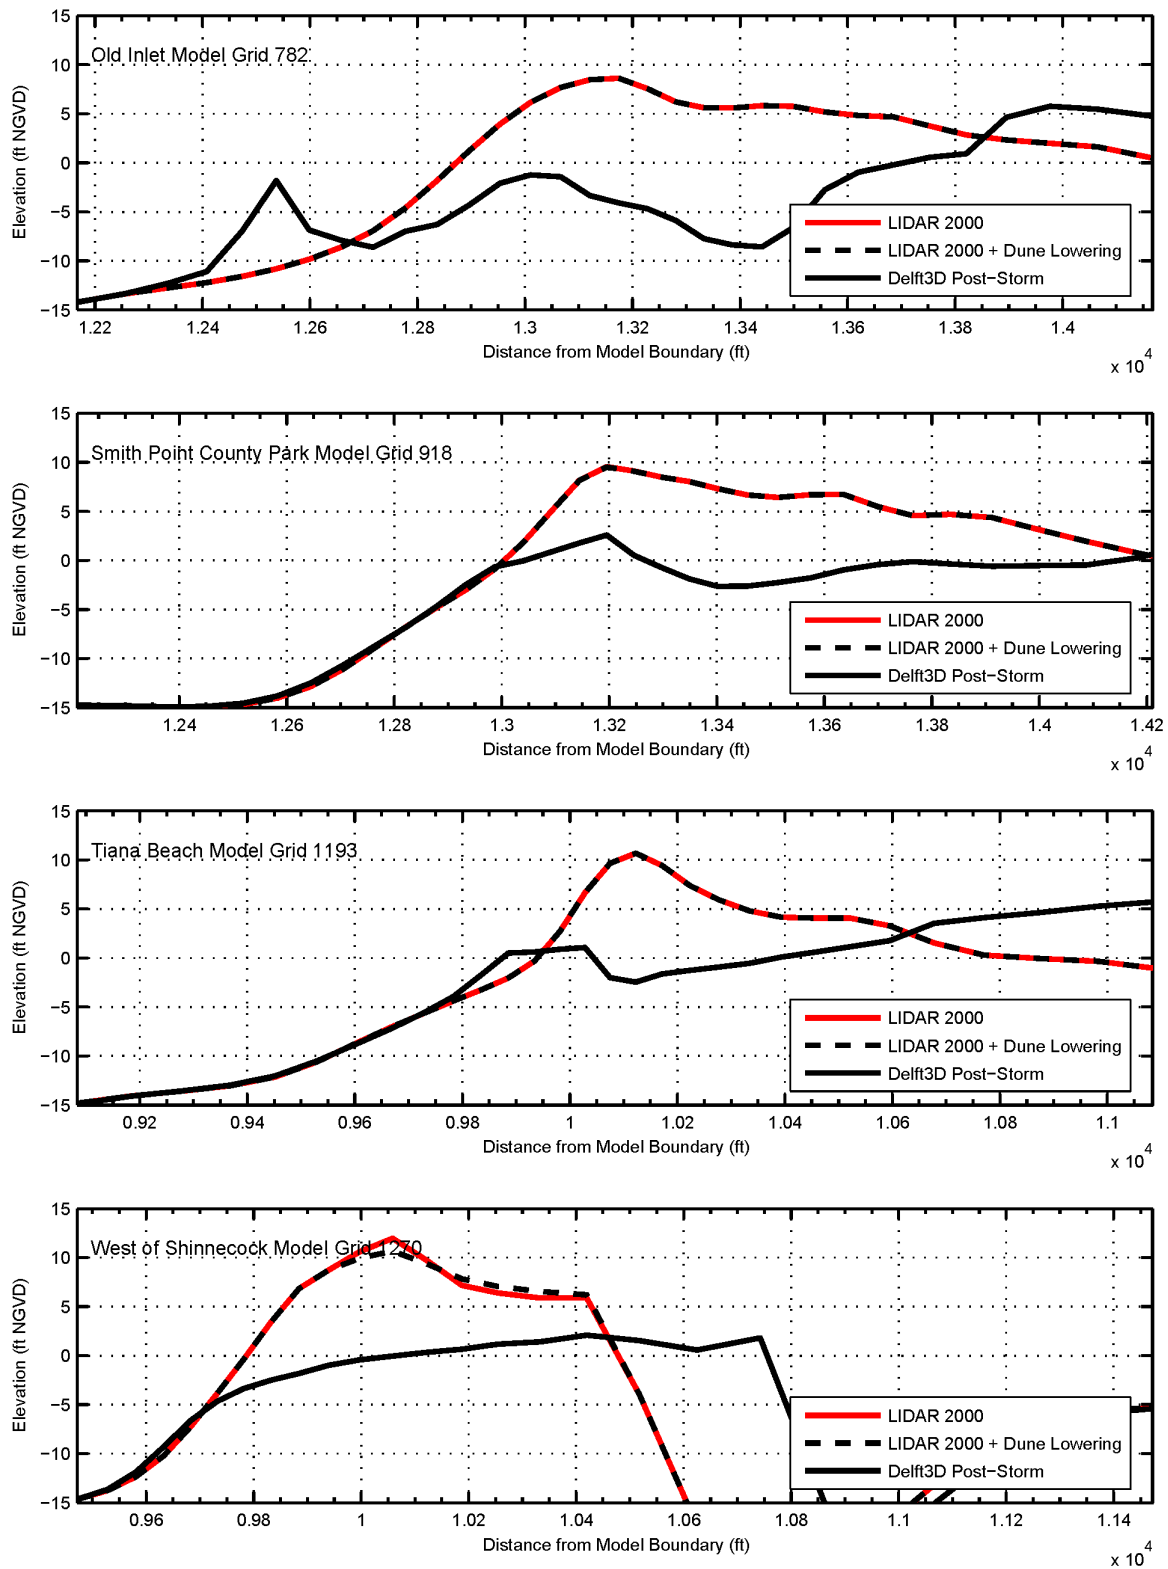 15
Old Inlet Model Grid 782
10
5
0
−5
−10
−15
Elevation (ft NGVD)
LIDAR 2000
LIDAR 2000 + Dune Lowering
Delft3D Post−Storm
1.22 1.24 1.26 1.28 1.3 1.32 1.34 1.36 1.38 1.4
Distance from Model Boundary (ft)
x 10^4
15
Smith Point County Park Model Grid 918
10
5
0
−5
−10
−15
Elevation (ft NGVD)
LIDAR 2000
LIDAR 2000 + Dune Lowering
Delft3D Post−Storm
1.24 1.26 1.28 1.3 1.32 1.34 1.36 1.38 1.4 1.42
Distance from Model Boundary (ft)
x 10^4
15
Tiana Beach Model Grid 1193
10
5
0
−5
−10
−15
Elevation (ft NGVD)
LIDAR 2000
LIDAR 2000 + Dune Lowering
Delft3D Post−Storm
0.92 0.94 0.96 0.98 1 1.02 1.04 1.06 1.08 1.1
Distance from Model Boundary (ft)
x 10^4
15
West of Shinnecock Model Grid 1270
10
5
0
−5
−10
−15
Elevation (ft NGVD)
LIDAR 2000
LIDAR 2000 + Dune Lowering
Delft3D Post−Storm
0.96 0.98 1 1.02 1.04 1.06 1.08 1.1 1.12 1.14
Distance from Model Boundary (ft)
x 10^4